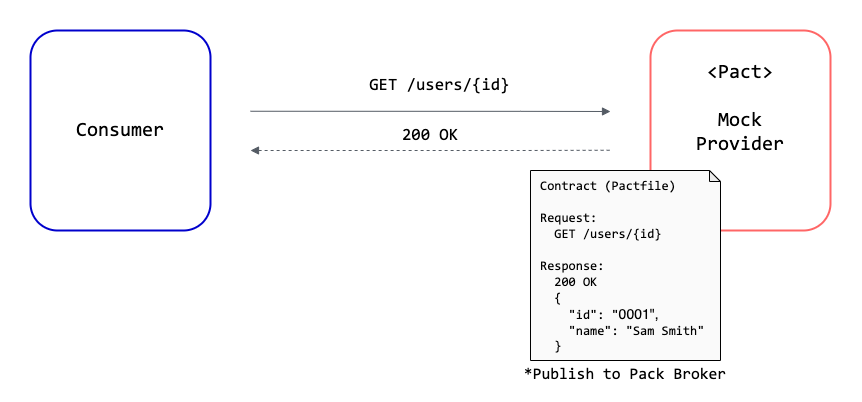 Consumer
GET /users/{id}
200 OK
<Pact>
Mock
Provider
Contract (Pactfile)
Request:
GET /users/{id}
Response:
200 OK
{
"id": "0001",
"name": "Sam Smith"
}
*Publish to Pack Broker